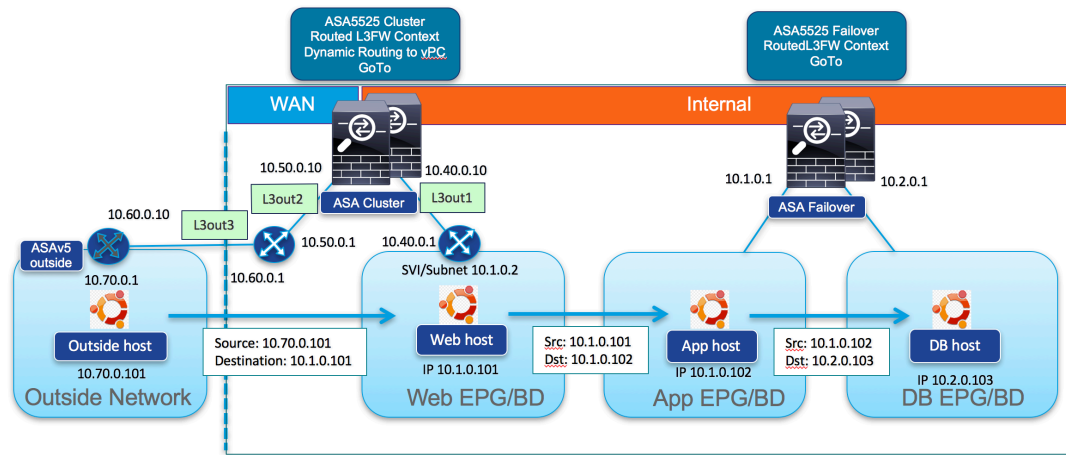 ASA5525 Cluster
Routed L3FW Context
Dynamic Routing to vPC
GoTo
ASA5525 Failover
RoutedL3FW Context
GoTo
WAN
Internal
10.50.0.10
10.40.0.10
10.1.0.1
10.2.0.1
L3out2
L3out1
ASA Cluster
ASA Failover
10.60.0.10
L3out3
ASAv5
outside
10.50.0.1
10.40.0.1
10.70.0.1
10.60.0.1
SVI/Subnet 10.1.0.2
Outside host
Source: 10.70.0.101
Destination: 10.1.0.101
Web host
Src: 10.1.0.101
Dst: 10.1.0.102
App host
Src: 10.1.0.102
Dst: 10.2.0.103
DB host
10.70.0.101
IP 10.1.0.101
IP 10.1.0.102
IP 10.2.0.103
Outside Network
Web EPG/BD
App EPG/BD
DB EPG/BD